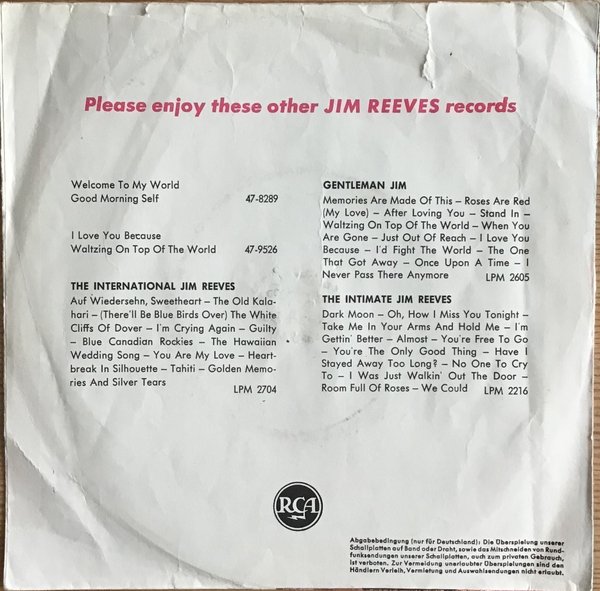 Please enjoy these other JIM REEVES records
Welcome To My World
Good Morning Self 47-8289
I Love You Because
Waltzing On Top Of The World 47-9526
THE INTERNATIONAL JIM REEVES
Auf Wiedersehn, Sweetheart – The Old Kala-
hari – (There'll Be Blue Birds Over) The White
Cliffs Of Dover – I'm Crying Again – Guilty
– Blue Canadian Rockies – The Hawaiian
Wedding Song – You Are My Love – Heart-
break In Silhouette – Tahiti – Golden Memo-
ries And Silver Tears LPM 2704
GENTLEMAN JIM
Memories Are Made Of This – Roses Are Red
(My Love) – After Loving You – Stand In –
Waltzing On Top Of The World – When You
Are Gone – Just Out Of Reach – I Love You
Because – I'd Fight The World – The One
That Got Away – Once Upon A Time – I
Never Pass There Anymore LPM 2605
THE INTIMATE JIM REEVES
Dark Moon – Oh, How I Miss You Tonight –
Take Me In Your Arms And Hold Me – I'm
Gettin' Better – Almost – You're Free To Go
– You're The Only Good Thing – Have I
Stayed Away Too Long? – No One To Cry
To – I Was Just Walkin' Out The Door –
Room Full Of Roses – We Could LPM 2216
RCA
Abgabebedingung (nur für Deutschland): Die Überspielung unserer
Schallplatten auf Band oder Draht, sowie das Mitschneiden von Rund-
funksendungen unserer Schallplatten, auch zum privaten Gebrauch,
ist verboten. Zur Vermeidung unerlaubter Überspielungen sind den
Händlern Verleih, Vermietung und Auswahlsendungen nicht erlaubt.